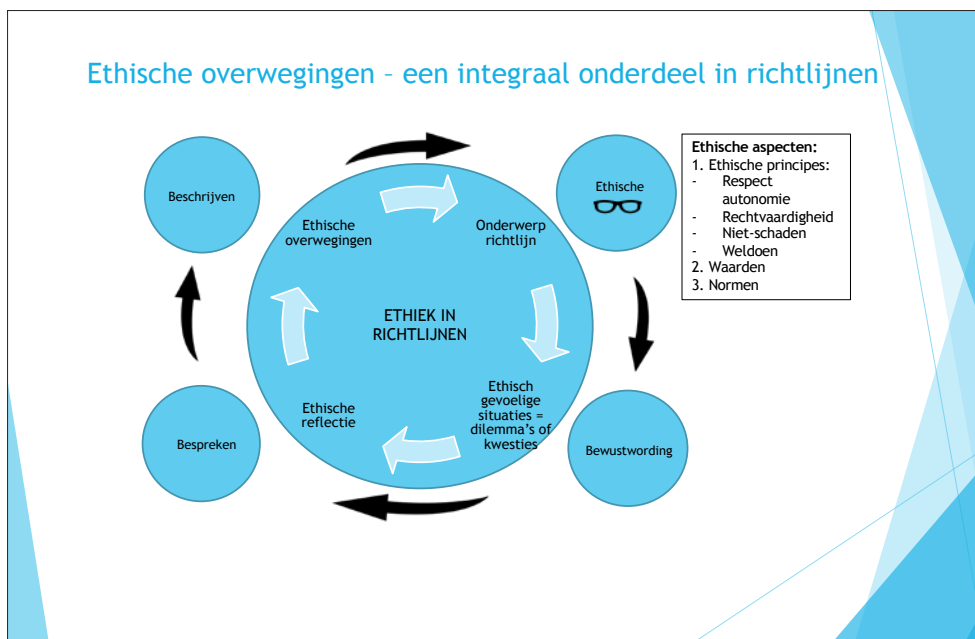 Ethische overwegingen – een integraal onderdeel in richtlijnen
Beschrijven
Ethische
Ethische aspecten:
1. Ethische principes:
- Respect
autonomie
- Rechtvaardigheid
- Niet-schaden
- Weldoen
2. Waarden
3. Normen
Ethische
overwegingen
Onderwerp
richtlijn
ETHIEK IN
RICHTLIJNEN
Ethische
reflectie
Ethisch
gevoelige
situaties =
dilemma's of
kwesties
Bespreken
Bewustwording